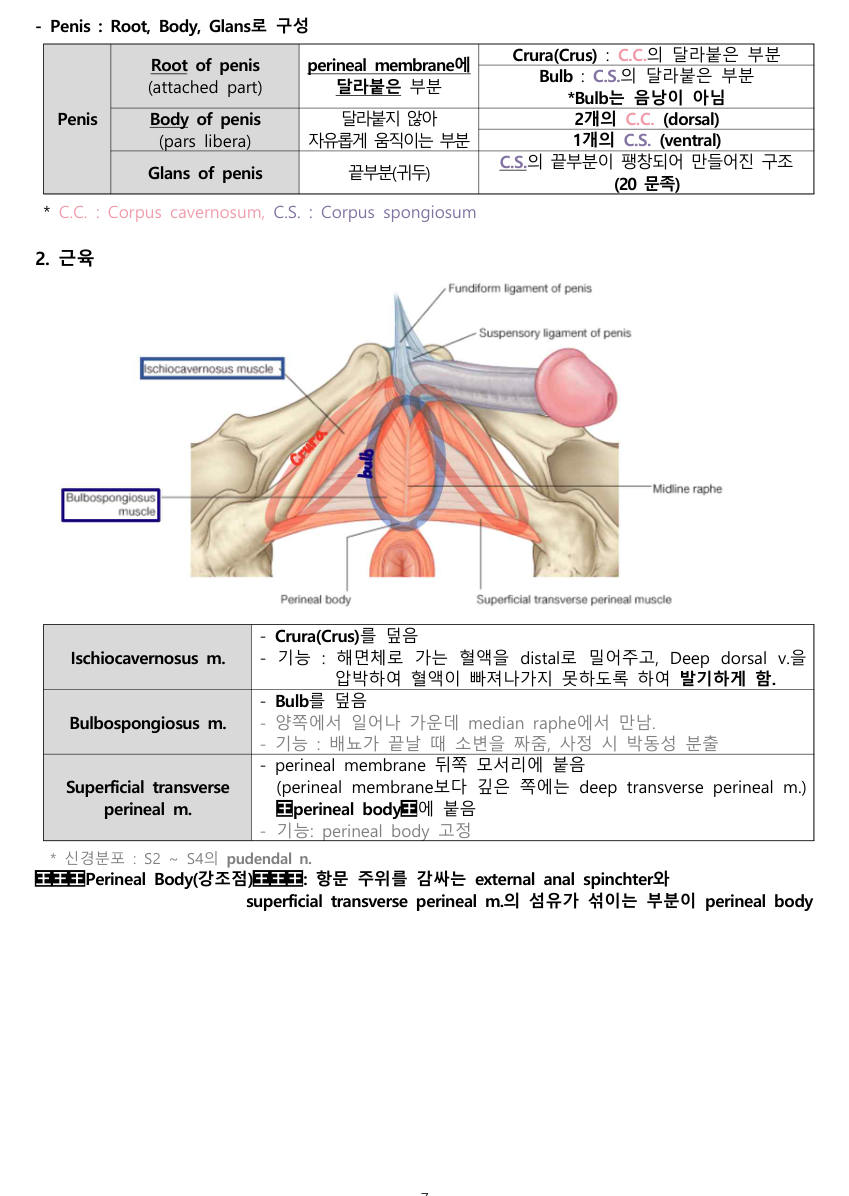 - Penis : Root, Body, Glans로 구성
Penis
Root of penis
(attached part)
perineal membrane에
달라붙은 부분
Crura(Crus) : C.C.의 달라붙은 부분
Bulb : C.S.의 달라붙은 부분
*Bulb는 음낭이 아님
Body of penis
(pars libera)
달라붙지 않아
자유롭게 움직이는 부분
2개의 C.C. (dorsal)
1개의 C.S. (ventral)
Glans of penis
끝부분(귀두)
C.S.의 끝부분이 팽창되어 만들어진 구조
(20 문족)
* C.C. : Corpus cavernosum, C.S. : Corpus spongiosum
2. 근육
Fundiform ligament of penis
Suspensory ligament of penis
Ischiocavernosus muscle
Crura
bulb
Bulbospongiosus
muscle
Midline raphe
Perineal body
Superficial transverse perineal muscle
Ischiocavernosus m.
- Crura(Crus)를 덮음
- 기능 : 해면체로 가는 혈액을 distal로 밀어주고, Deep dorsal v.을
압박하여 혈액이 빠져나가지 못하도록 하여 발기하게 함.
Bulbospongiosus m.
- Bulb를 덮음
- 양쪽에서 일어나 가운데 median raphe에서 만남.
- 기능 : 배뇨가 끝날 때 소변을 짜줌, 사정 시 박동성 분출
Superficial transverse
perineal m.
- perineal membrane 뒤쪽 모서리에 붙음
(perineal membrane보다 깊은 쪽에는 deep transverse perineal m.)
perineal body에 붙음
- 기능: perineal body 고정
* 신경분포 : S2 ~ S4의 pudendal n.
Perineal Body(강조점): 항문 주위를 감싸는 external anal spinchter와
superficial transverse perineal m.의 섬유가 섞이는 부분이 perineal body